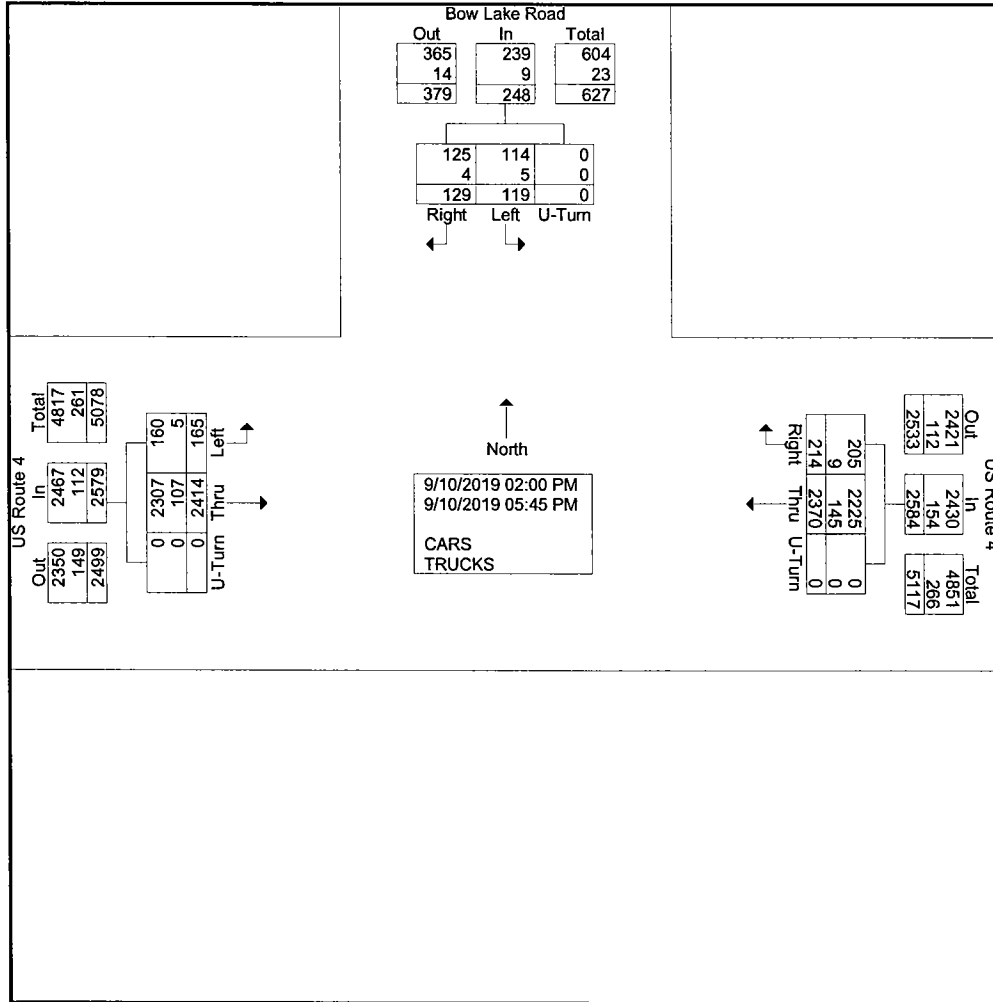 Bow Lake Road
Out In Total
365 239 604
14 9 23
379 248 627
125 114 0
4 5 0
129 119 0
Right Left U-Turn
US Route 4
Total In Out
4817 2467 2350
261 112 149
5078 2579 2499
160 2307 0
5 107 0
165 2414 0
Left Thru U-Turn
North
9/10/2019 02:00 PM
9/10/2019 05:45 PM
CARS
TRUCKS
US Route 4
Out In Total
2421 2430 4851
112 154 266
2533 2584 5117
205 2225 0
9 145 0
214 2370 0
Right Thru U-Turn